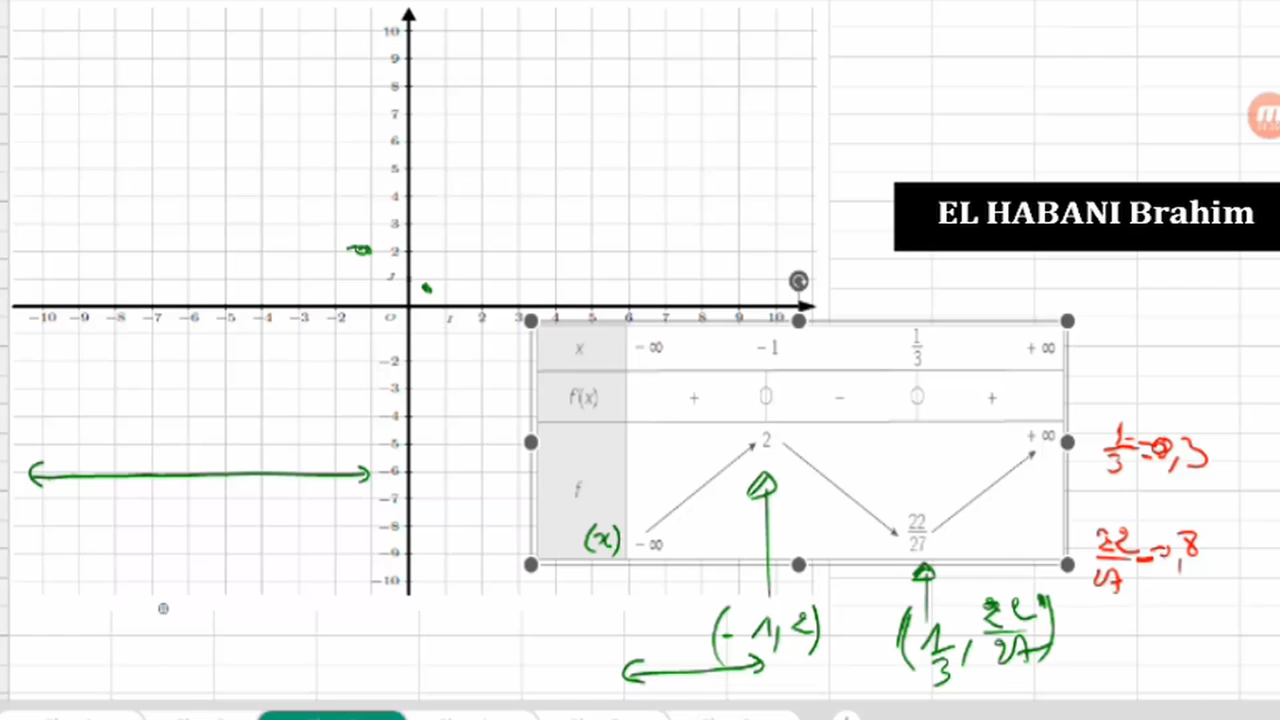 10
9
8
7
6
5
4
3
2
J
−10 −9 −8 −7 −6 −5 −4 −3 −2 O I 2 3 4 5 6 7 8 9 10
−2
−3
−4
−5
−6
−7
−8
−9
−10
EL HABANI Brahim
x −∞ −1 1/3 +∞
f'(x) + 0 − 0 +
2 +∞
f
(x) −∞ 22/27
1/3 = 0,3
22/27 = 0,8
(−1, 2)
(1/3, 22/27)